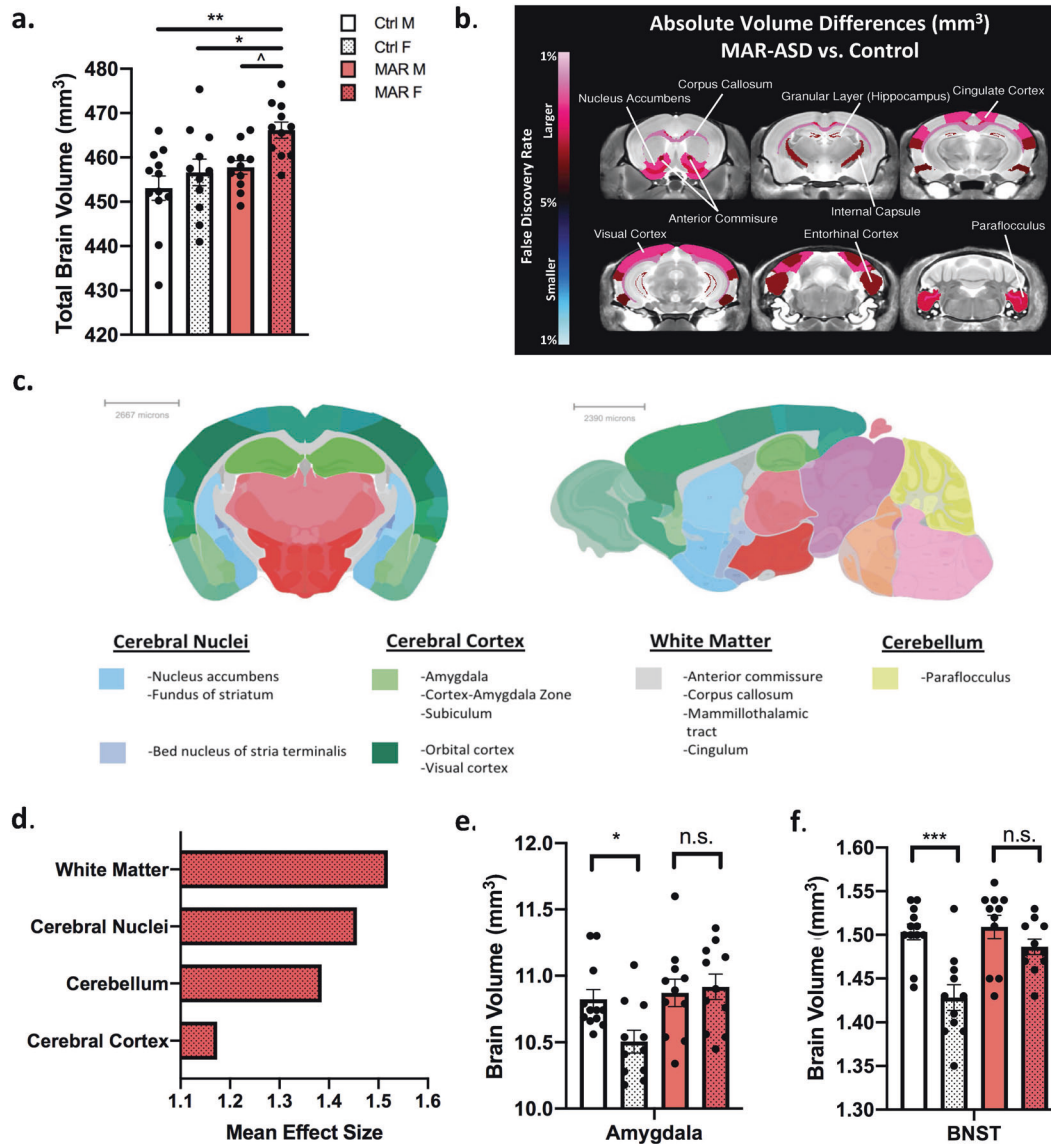 a.
**
*
^
Ctrl M
Ctrl F
MAR M
MAR F
Total Brain Volume (mm³)
480
470
460
450
440
430
420
b.
Absolute Volume Differences (mm³)
MAR-ASD vs. Control
1%
Larger
False Discovery Rate
5%
Smaller
1%
Nucleus Accumbens
Corpus Callosum
Granular Layer (Hippocampus)
Cingulate Cortex
Anterior Commisure
Internal Capsule
Visual Cortex
Entorhinal Cortex
Paraflocculus
c.
2667 microns
2390 microns
Cerebral Nuclei
-Nucleus accumbens
-Fundus of striatum
-Bed nucleus of stria terminalis
Cerebral Cortex
-Amygdala
-Cortex-Amygdala Zone
-Subiculum
-Orbital cortex
-Visual cortex
White Matter
-Anterior commissure
-Corpus callosum
-Mammillothalamic
tract
-Cingulum
Cerebellum
-Paraflocculus
d.
White Matter
Cerebral Nuclei
Cerebellum
Cerebral Cortex
1.1 1.2 1.3 1.4 1.5 1.6
Mean Effect Size
e.
Brain Volume (mm³)
12.0
11.5
11.0
10.5
10.0
*
n.s.
Amygdala
f.
Brain Volume (mm³)
1.60
1.55
1.50
1.45
1.40
1.35
1.30
***
n.s.
BNST